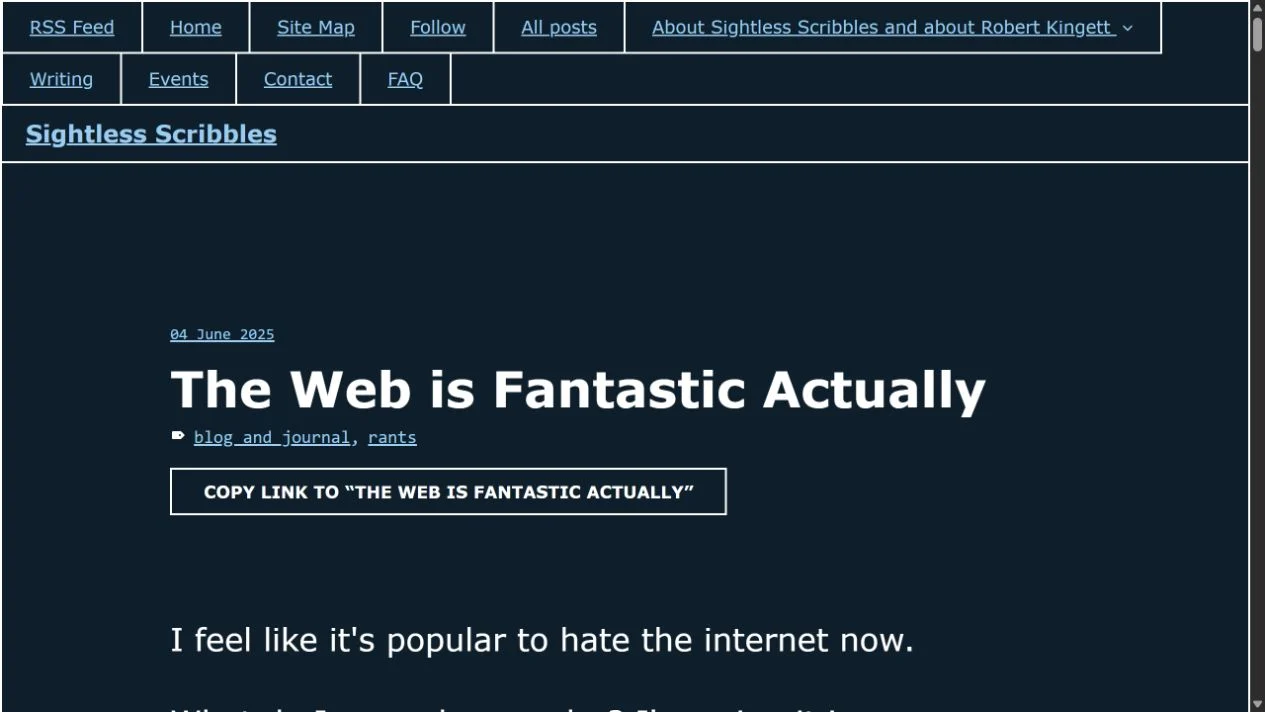 RSS Feed Home Site Map Follow All posts About Sightless Scribbles and about Robert Kingett
Writing Events Contact FAQ
Sightless Scribbles
04 June 2025
The Web is Fantastic Actually
blog and journal, rants
COPY LINK TO “THE WEB IS FANTASTIC ACTUALLY”
I feel like it's popular to hate the internet now.